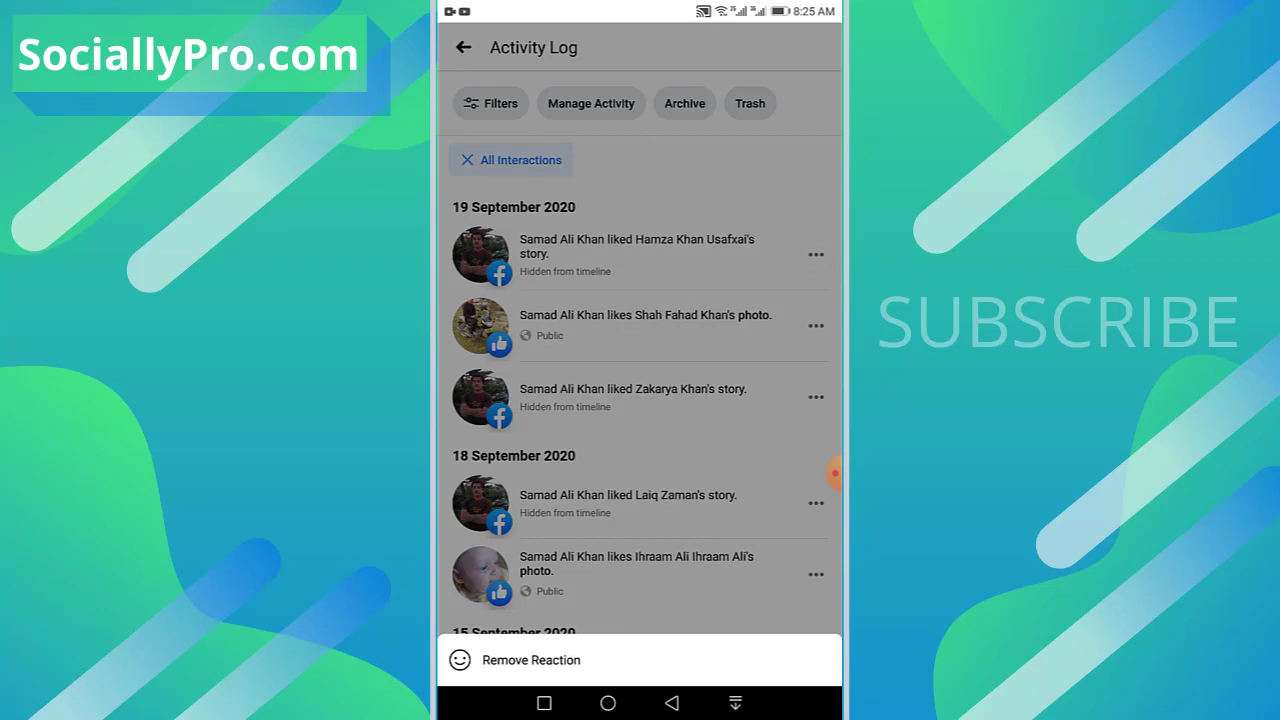 SociallyPro.com
8:25 AM
Activity Log
Filters
Manage Activity
Archive
Trash
All Interactions
19 September 2020
Samad Ali Khan liked Hamza Khan Usafxai's
story.
Hidden from timeline
Samad Ali Khan likes Shah Fahad Khan's photo.
Public
Samad Ali Khan liked Zakarya Khan's story.
Hidden from timeline
18 September 2020
Samad Ali Khan liked Laiq Zaman's story.
Hidden from timeline
Samad Ali Khan likes Ihraam Ali Ihraam Ali's
photo.
Public
15 September 2020
Remove Reaction
SUBSCRIBE